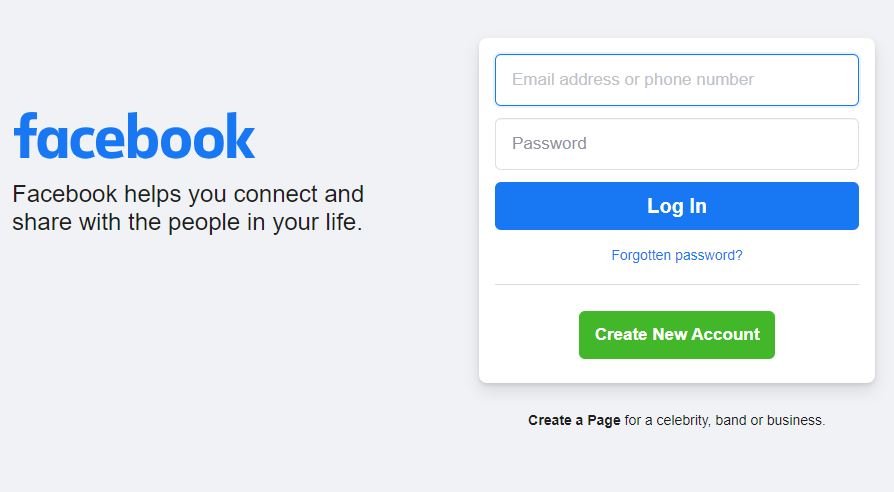 facebook
Facebook helps you connect and
share with the people in your life.
Email address or phone number
Password
Log In
Forgotten password?
Create New Account
Create a Page for a celebrity, band or business.